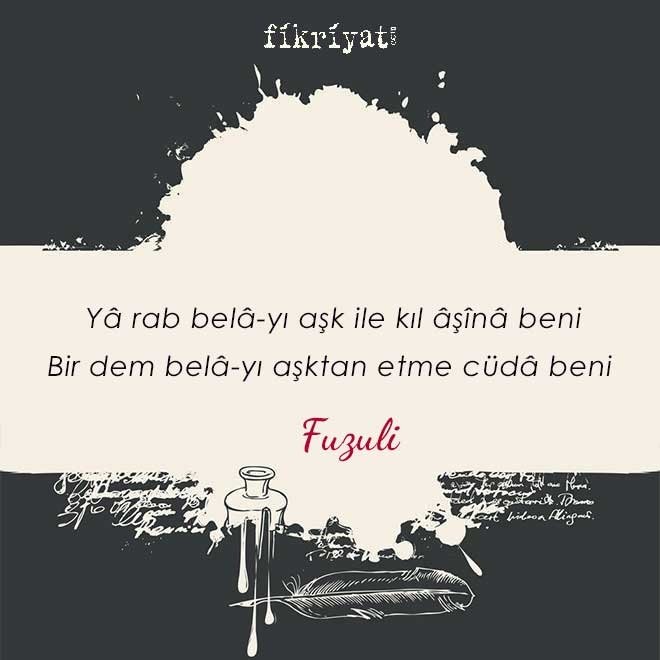 fikriyat
Yâ rab belâ-yı aşk ile kıl âşînâ beni
Bir dem belâ-yı aşktan etme cüdâ beni
Fuzuli